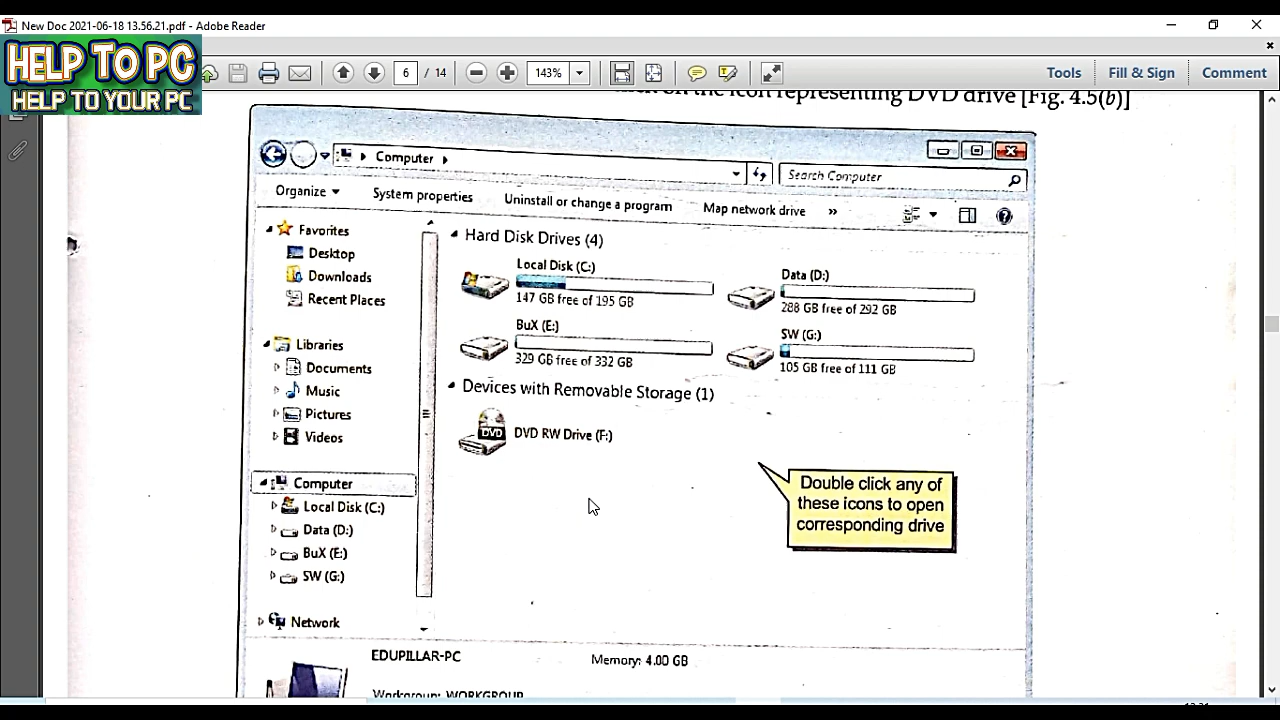 New Doc 2021-06-18 13.56.21.pdf - Adobe Reader
HELP TO PC
HELP TO YOUR PC
6 / 14
143%
Tools
Fill & Sign
Comment
on the icon representing DVD drive [Fig. 4.5(b)]
Computer
Search Computer
Organize
System properties
Uninstall or change a program
Map network drive
»
Favorites
Desktop
Downloads
Recent Places
Libraries
Documents
Music
Pictures
Videos
Computer
Local Disk (C:)
Data (D:)
BuX (E:)
SW (G:)
Network
Hard Disk Drives (4)
Local Disk (C:)
147 GB free of 195 GB
Data (D:)
288 GB free of 292 GB
BuX (E:)
329 GB free of 332 GB
SW (G:)
105 GB free of 111 GB
Devices with Removable Storage (1)
DVD
DVD RW Drive (F:)
Double click any of
these icons to open
corresponding drive
EDUPILLAR-PC
Memory: 4.00 GB
Workgroup: WORKGROUP